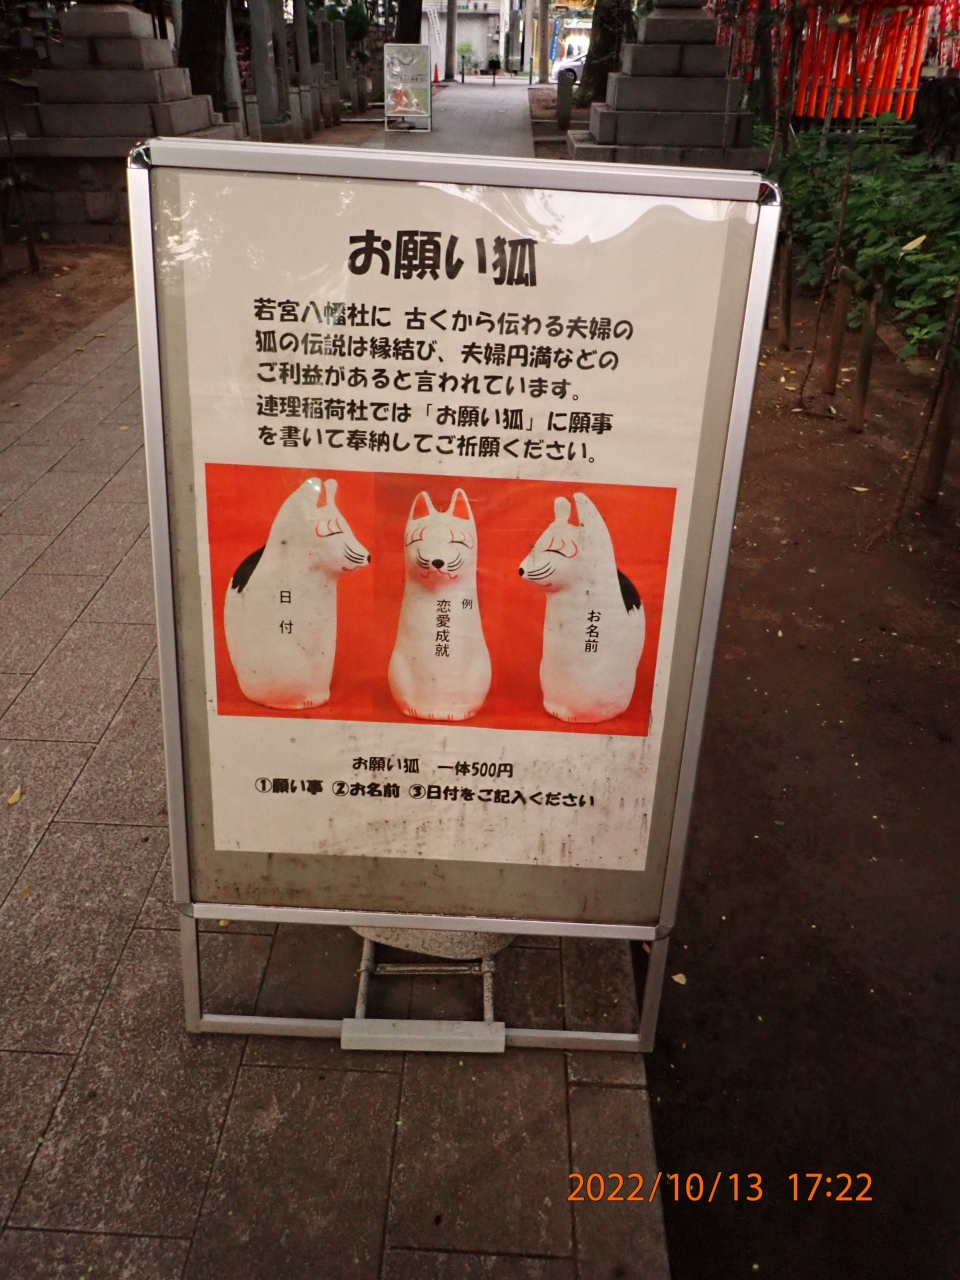 お願い狐
若宮八幡社に 古くから伝わる夫婦の
狐の伝説は縁結び、夫婦円満などの
ご利益があると言われています。
連理稲荷社では「お願い狐」に願事
を書いて奉納してご祈願ください。
日付
例
恋愛成就
お名前
お願い狐 一体500円
①願い事 ②お名前 ③日付をご記入ください
2022/10/13 17:22